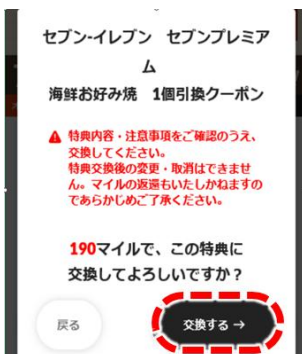 セブン-イレブン セブンプレミア
ム
海鮮お好み焼 1個引換クーポン
特典内容・注意事項をご確認のうえ、
交換してください。
特典交換後の変更・取消はできませ
ん。マイルの返還もいたしかねますの
であらかじめご了承ください。
190マイルで、この特典に
交換してよろしいですか？
戻る
交換する →